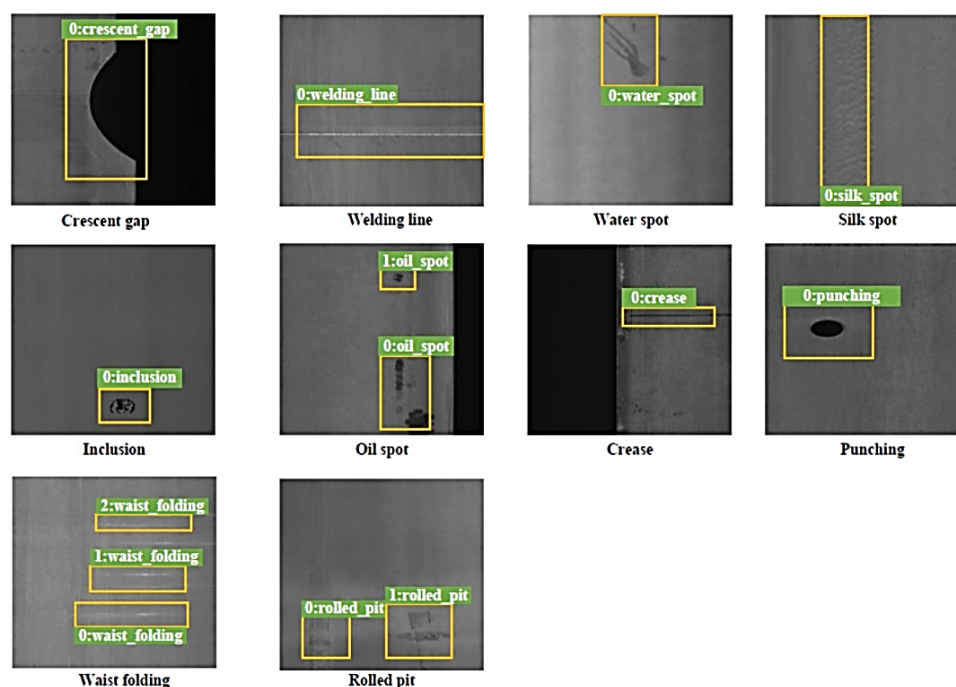 0:crescent_gap
Crescent gap
0:welding_line
Welding line
0:water_spot
Water spot
0:silk_spot
Silk spot
0:inclusion
Inclusion
1:oil_spot
0:oil_spot
Oil spot
0:crease
Crease
0:punching
Punching
2:waist_folding
1:waist_folding
0:waist_folding
Waist folding
0:rolled_pit
1:rolled_pit
Rolled pit